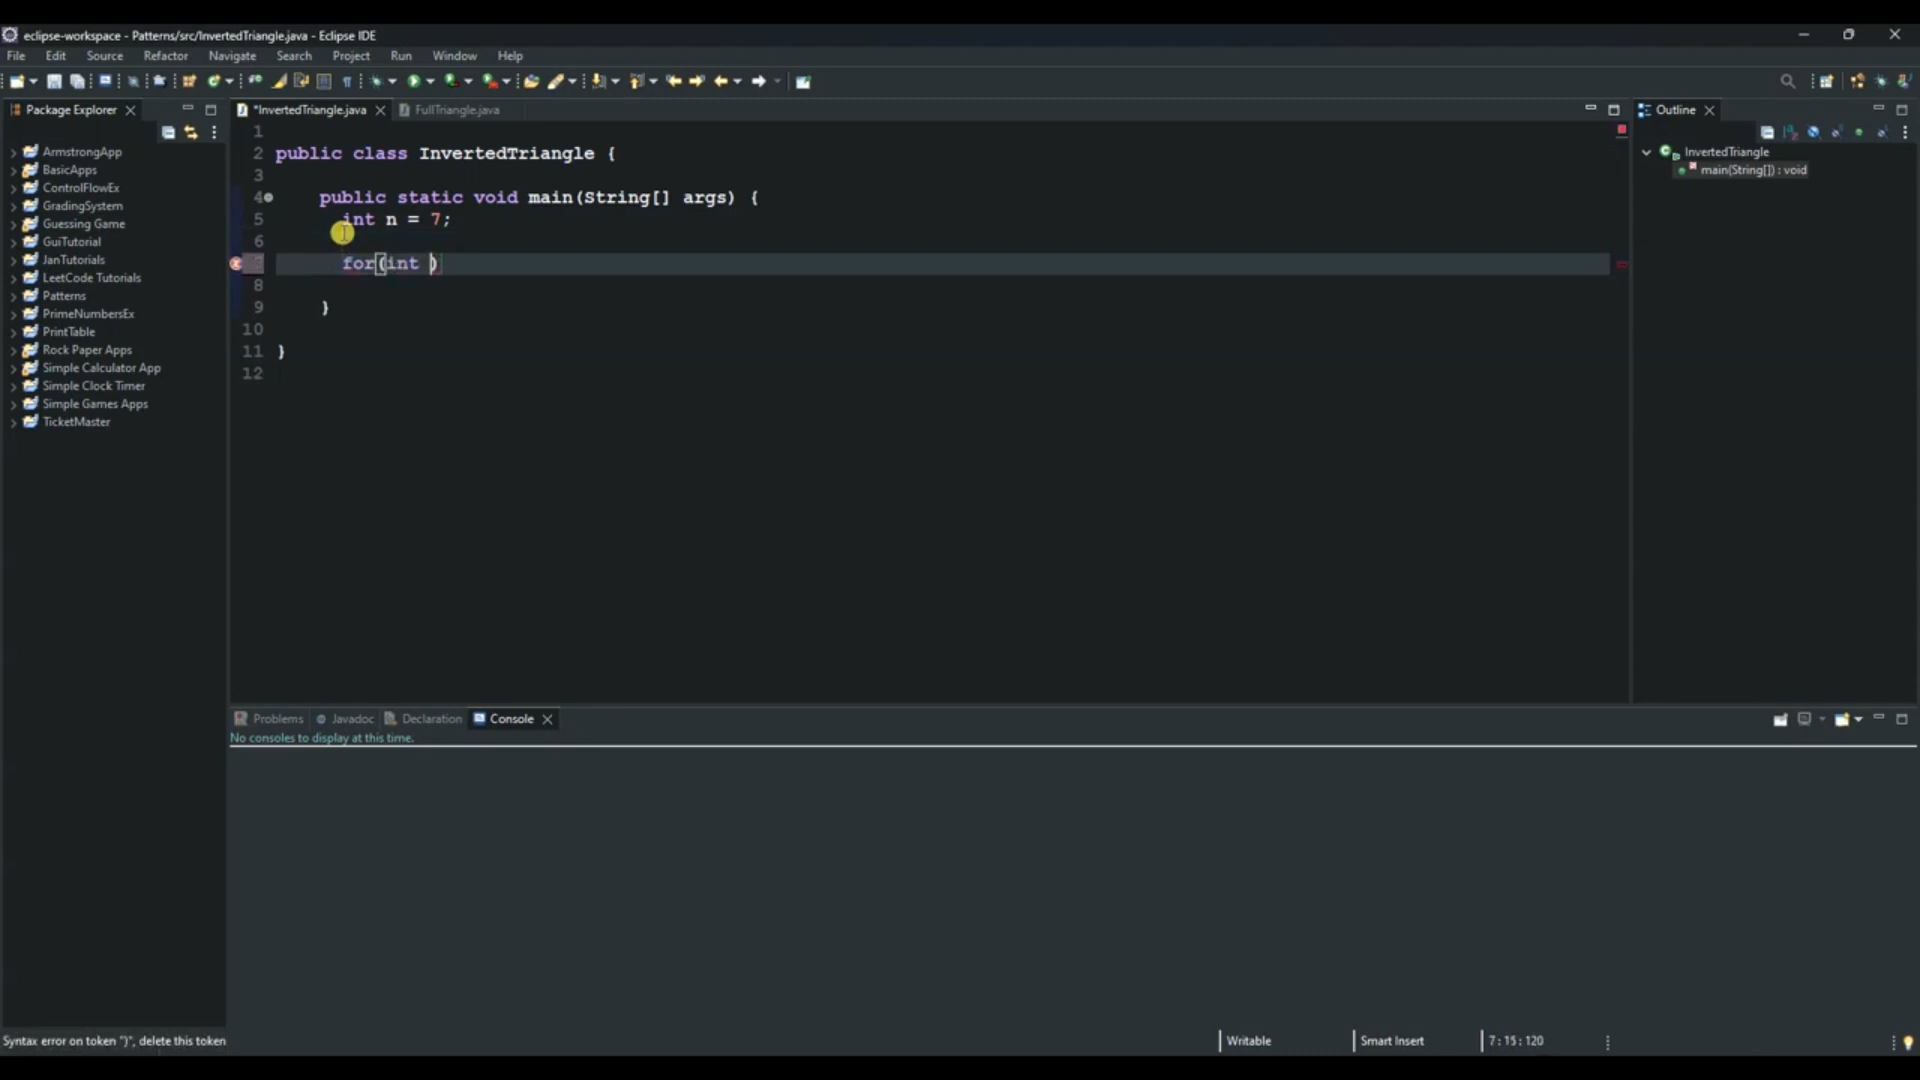 eclipse-workspace - Patterns/src/InvertedTriangle.java - Eclipse IDE
File Edit Source Refactor Navigate Search Project Run Window Help
Package Explorer
*InvertedTriangle.java FullTriangle.java
Outline
ArmstrongApp
BasicApps
ControlFlowEx
GradingSystem
Guessing Game
GuiTutorial
JanTutorials
LeetCode Tutorials
Patterns
PrimeNumbersEx
PrintTable
Rock Paper Apps
Simple Calculator App
Simple Clock Timer
Simple Games Apps
TicketMaster
1
2 public class InvertedTriangle {
3
4 public static void main(String[] args) {
5 int n = 7;
6
for(int )
8
9 }
10
11 }
12
InvertedTriangle
main(String[]) : void
Problems Javadoc Declaration Console
No consoles to display at this time.
Syntax error on token ")", delete this token Writable Smart Insert 7 : 15 : 120